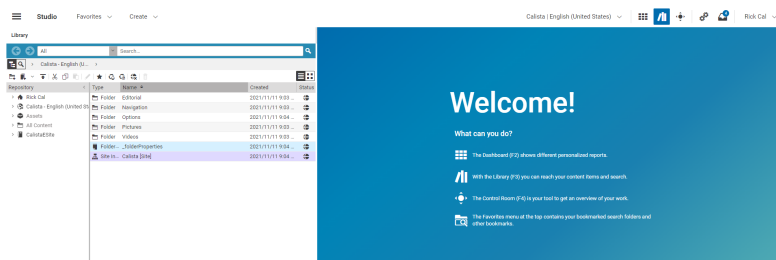 Studio Favorites Create Calista | English (United States) 4 Rick Cal
Library
All Search...
Calista - English (U...
Repository Type Name Created Status
Rick Cal
Calista - English (United St
Assets
All Content
CalistaESite
Folder Editorial 2021/11/11 9:03 ...
Folder Navigation 2021/11/11 9:03 ...
Folder Options 2021/11/11 9:04 ...
Folder Pictures 2021/11/11 9:03 ...
Folder Videos 2021/11/11 9:03 ...
Folder... _folderProperties 2021/11/11 9:04 ...
Site In... Calista [Site] 2021/11/11 9:04 ...
Welcome!
What can you do?
The Dashboard (F2) shows different personalized reports.
With the Library (F3) you can reach your content items and search.
The Control Room (F4) is your tool to get an overview of your work.
The Favorites menu at the top contains your bookmarked search folders and
other bookmarks.